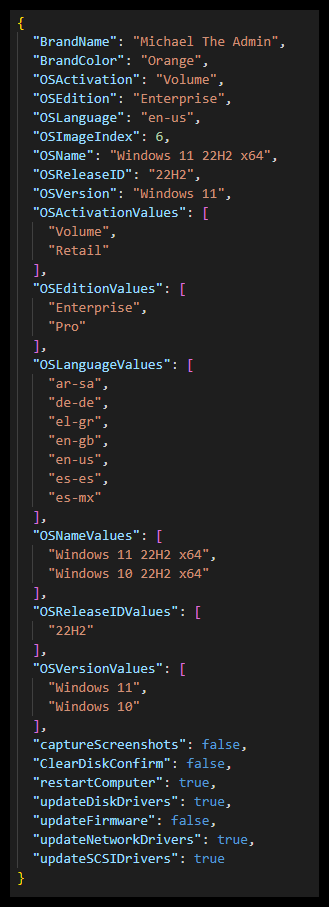 {
"BrandName": "Michael The Admin",
"BrandColor": "Orange",
"OSActivation": "Volume",
"OSEdition": "Enterprise",
"OSLanguage": "en-us",
"OSImageIndex": 6,
"OSName": "Windows 11 22H2 x64",
"OSReleaseID": "22H2",
"OSVersion": "Windows 11",
"OSActivationValues": [
"Volume",
"Retail"
],
"OSEditionValues": [
"Enterprise",
"Pro"
],
"OSLanguageValues": [
"ar-sa",
"de-de",
"el-gr",
"en-gb",
"en-us",
"es-es",
"es-mx"
],
"OSNameValues": [
"Windows 11 22H2 x64",
"Windows 10 22H2 x64"
],
"OSReleaseIDValues": [
"22H2"
],
"OSVersionValues": [
"Windows 11",
"Windows 10"
],
"captureScreenshots": false,
"ClearDiskConfirm": false,
"restartComputer": true,
"updateDiskDrivers": true,
"updateFirmware": false,
"updateNetworkDrivers": true,
"updateSCSIDrivers": true
}